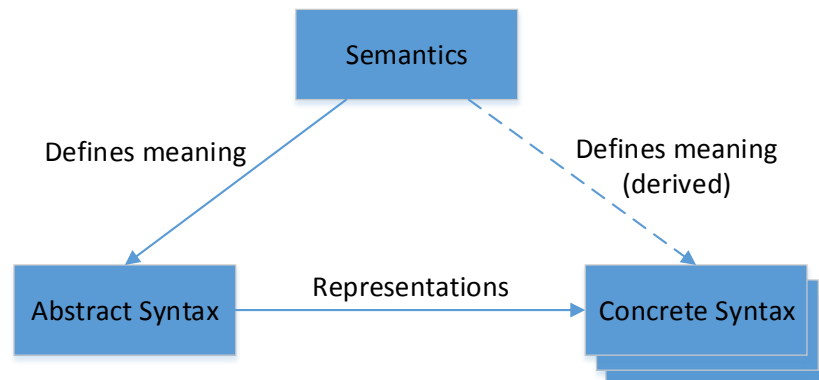 Semantics
Defines meaning
Defines meaning
(derived)
Representations
Abstract Syntax
Concrete Syntax